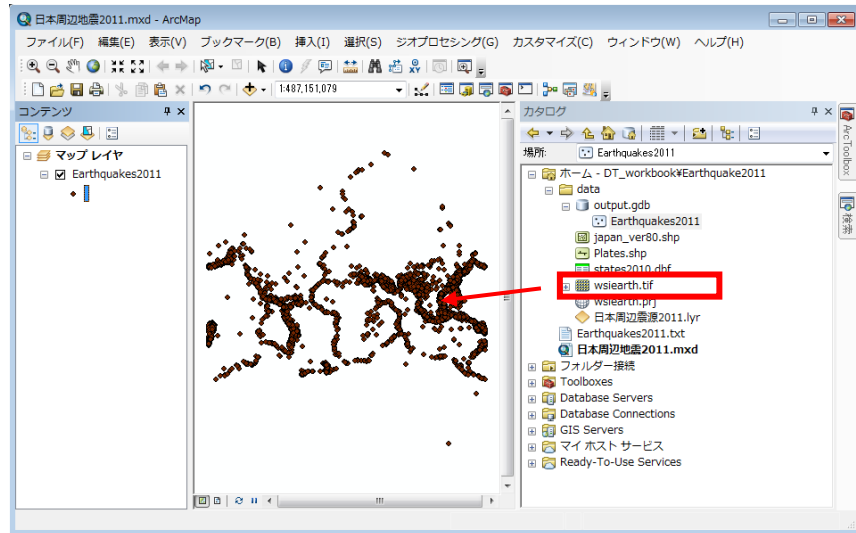 日本周辺地震2011.mxd - ArcMap
ファイル(F) 編集(E) 表示(V) ブックマーク(B) 挿入(I) 選択(S) ジオプロセシング(G) カスタマイズ(C) ウィンドウ(W) ヘルプ(H)
1:487,151,079
コンテンツ
マップ レイヤ
Earthquakes2011
カタログ
場所: Earthquakes2011
ホーム - DT_workbook¥Earthquake2011
data
output.gdb
Earthquakes2011
japan_ver80.shp
Plates.shp
states2010.dbf
wsiearth.tif
wsiearth.prj
日本周辺震源2011.lyr
Earthquakes2011.txt
日本周辺地震2011.mxd
フォルダー接続
Toolboxes
Database Servers
Database Connections
GIS Servers
マイ ホスト サービス
Ready-To-Use Services
ArcToolbox
検索